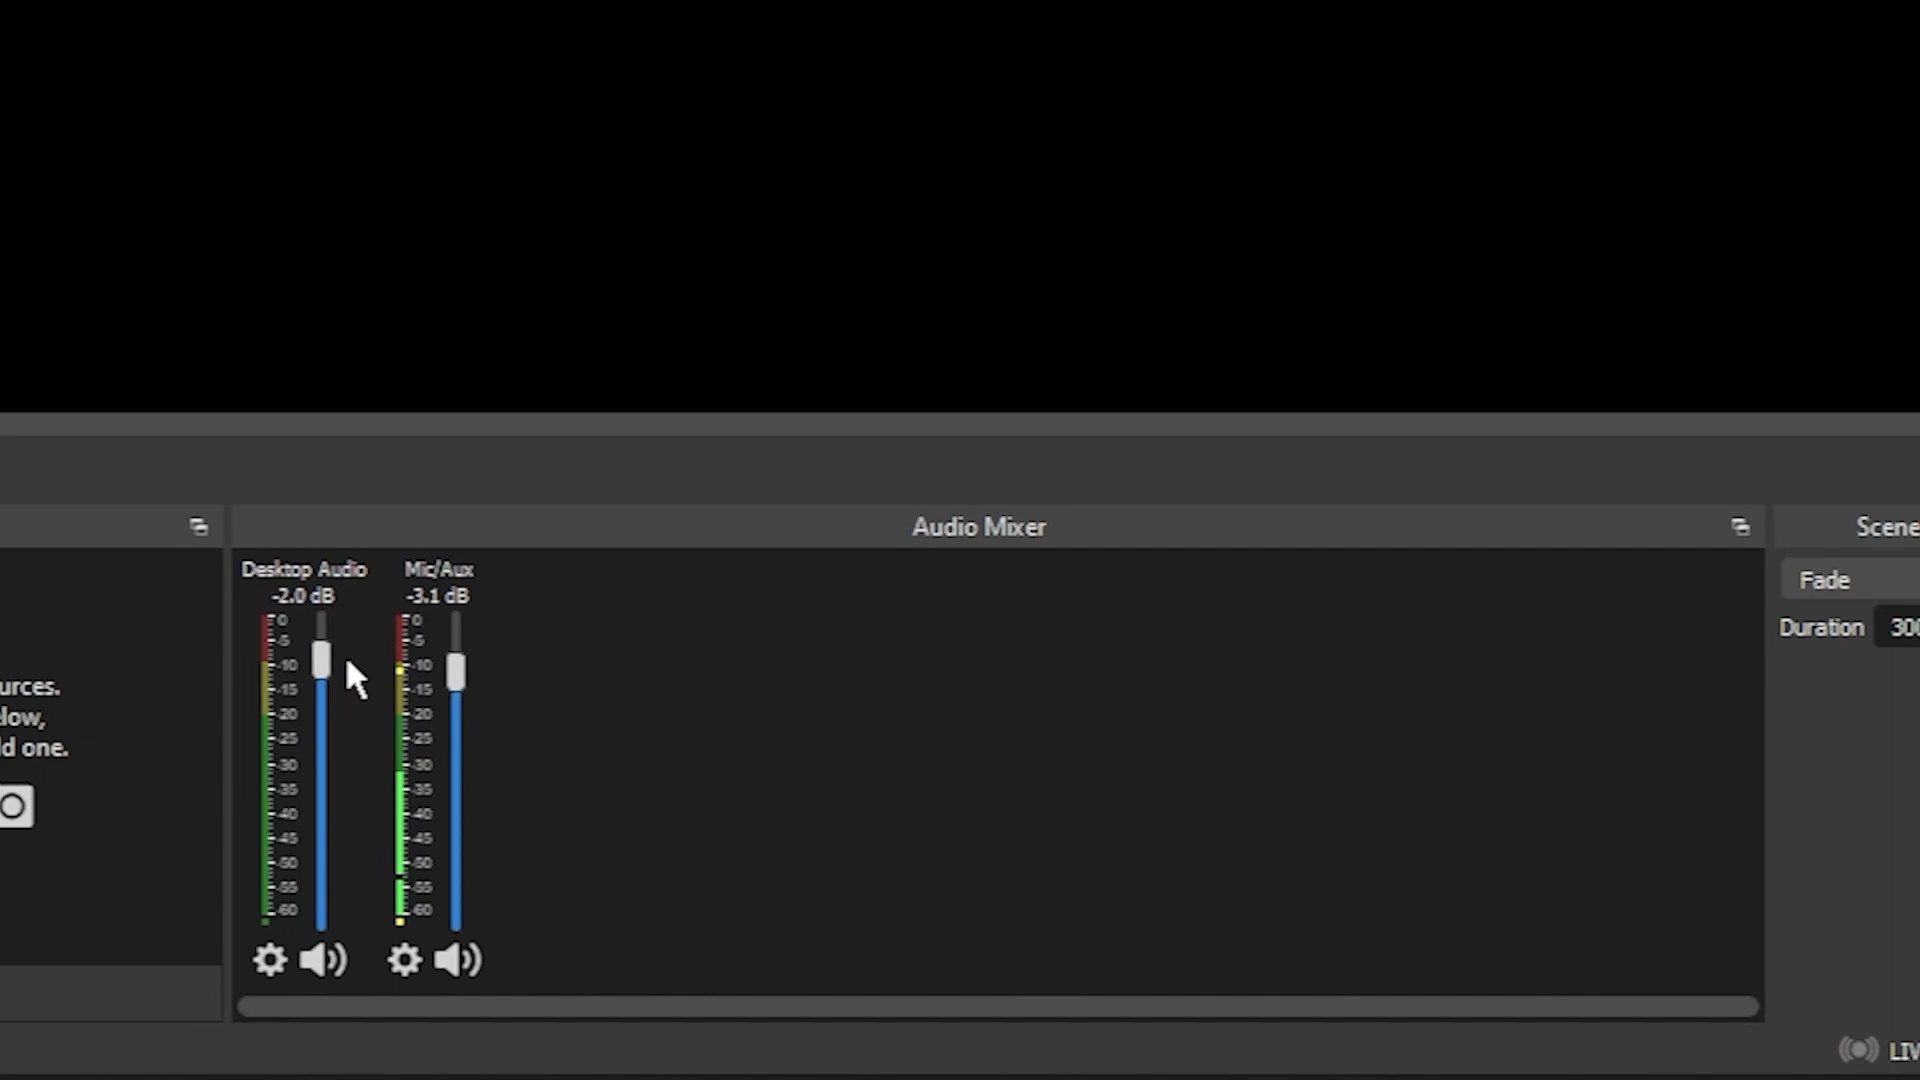 Audio Mixer
Scene
Desktop Audio
-2.0 dB
Mic/Aux
-3.1 dB
0
-5
-10
-15
-20
-25
-30
-35
-40
-45
-50
-55
-60
0
-5
-10
-15
-20
-25
-30
-35
-40
-45
-50
-55
-60
urces.
elow,
ld one.
Fade
Duration 300
LIV